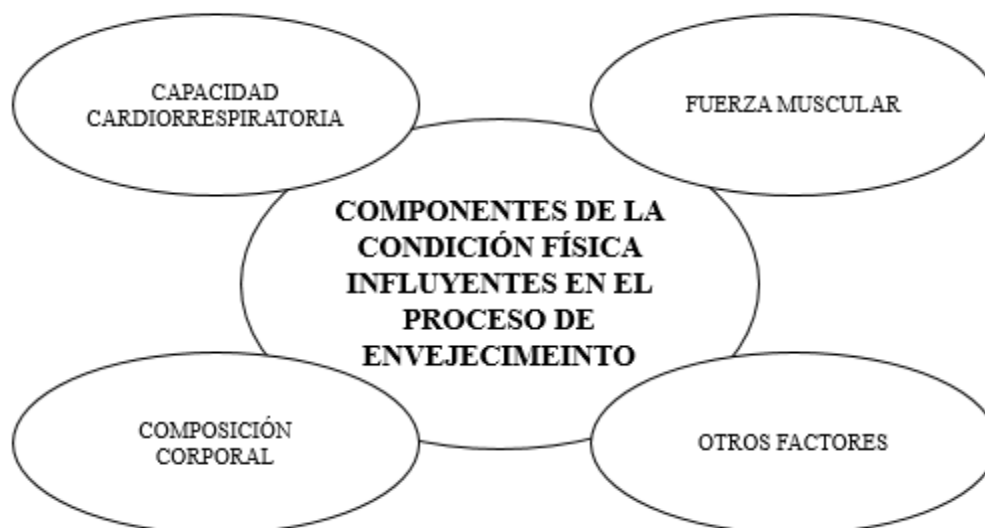 CAPACIDAD
CARDIORRESPIRATORIA
FUERZA MUSCULAR
COMPONENTES DE LA
CONDICIÓN FÍSICA
INFLUYENTES EN EL
PROCESO DE
ENVEJECIMEINTO
COMPOSICIÓN
CORPORAL
OTROS FACTORES